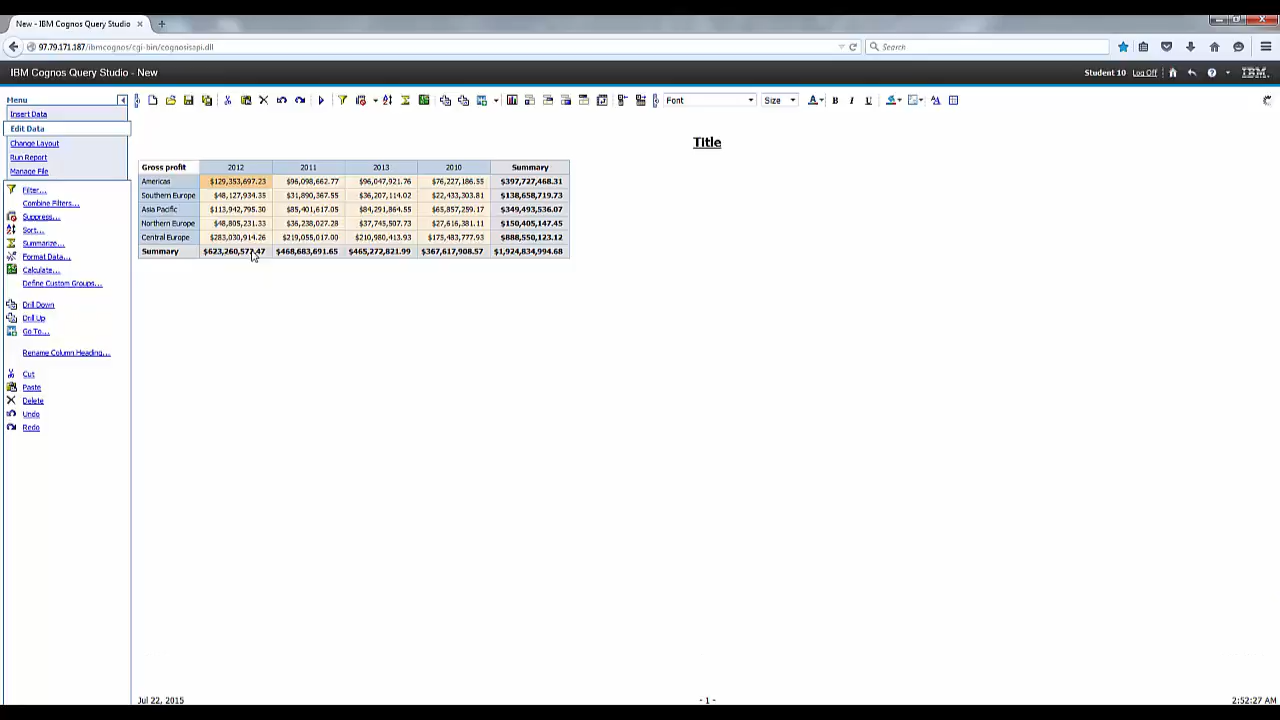 New - IBM Cognos Query Studio
97.79.171.187/ibmcognos/cgi-bin/cognosisapi.dll
Search
IBM Cognos Query Studio - New
Student 10
Log Off
IBM
Menu
Font
Size
Insert Data
Edit Data
Change Layout
Run Report
Manage File
Filter...
Combine Filters...
Suppress...
Sort...
Summarize...
Format Data...
Calculate...
Define Custom Groups...
Drill Down
Drill Up
Go To...
Rename Column Heading...
Cut
Paste
Delete
Undo
Redo
Title
Gross profit 2012 2011 2013 2010 Summary
Americas $129,353,697.23 $96,098,662.77 $96,047,921.76 $76,227,186.55 $397,727,468.31
Southern Europe $48,127,934.35 $31,890,367.55 $36,207,114.02 $22,433,303.81 $138,658,719.73
Asia Pacific $113,942,795.30 $85,401,617.05 $84,291,864.55 $65,857,259.17 $349,493,536.07
Northern Europe $48,805,231.33 $36,238,027.28 $37,745,507.73 $27,616,381.11 $150,405,147.45
Central Europe $283,030,914.26 $219,055,017.00 $210,980,413.93 $175,483,777.93 $888,550,123.12
Summary $623,260,572.47 $468,683,691.65 $465,272,821.99 $367,617,908.57 $1,924,834,994.68
Jul 22, 2015
- 1 -
2:52:27 AM